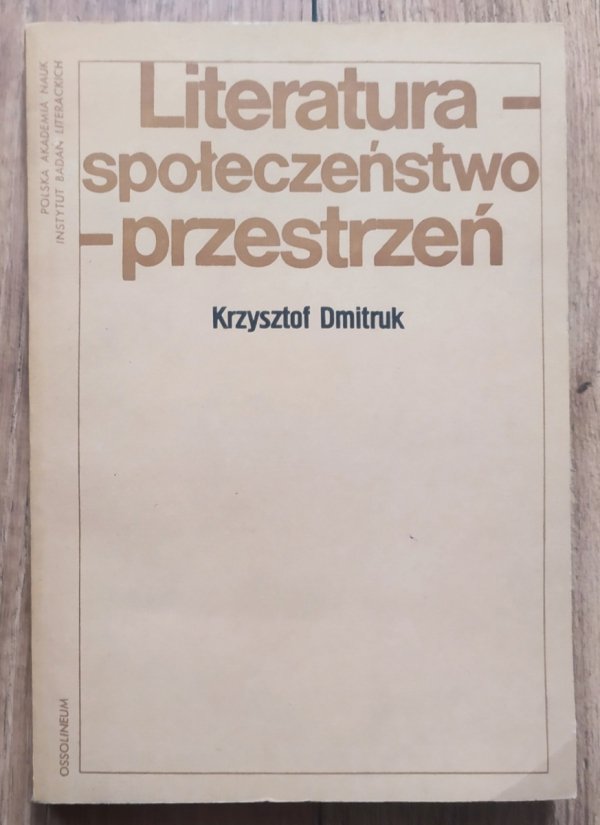 POLSKA AKADEMIA NAUK
INSTYTUT BADAŃ LITERACKICH
Literatura –
społeczeństwo
–przestrzeń
Krzysztof Dmitruk
OSSOLINEUM